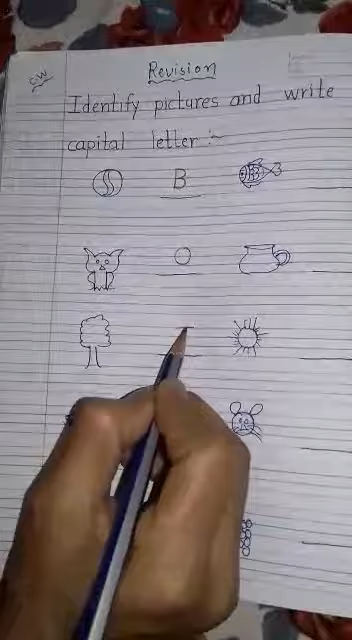 CW
Revision
Identify pictures and write
capital letter :~
B
O